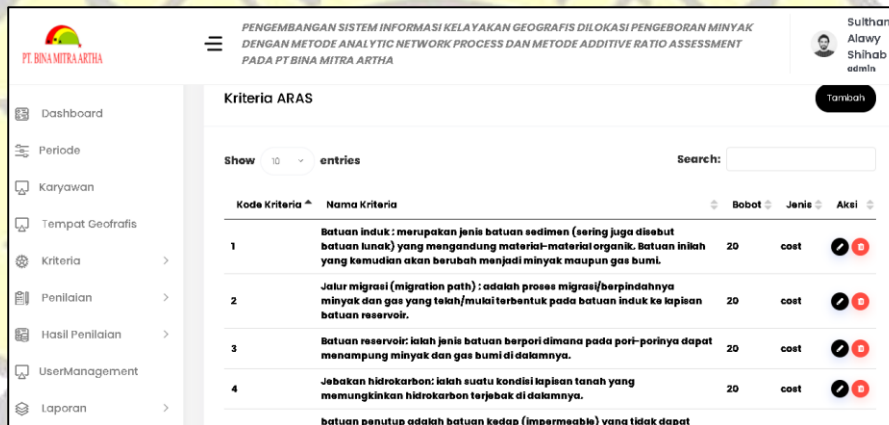 PT. BINA MITRA ARTHA
PENGEMBANGAN SISTEM INFORMASI KELAYAKAN GEOGRAFIS DILOKASI PENGEBORAN MINYAK
DENGAN METODE ANALYTIC NETWORK PROCESS DAN METODE ADDITIVE RATIO ASSESSMENT
PADA PT BINA MITRA ARTHA
Sulthan
Alawy
Shihab
admin
Dashboard
Periode
Karyawan
Tempat Geofrafis
Kriteria
Penilaian
Hasil Penilaian
UserManagement
Laporan
Kriteria ARAS
Tambah
Show 10 entries
Search:
Kode Kriteria Nama Kriteria Bobot Jenis Aksi
Batuan induk : merupakan jenis batuan sedimen (sering juga disebut
1 batuan lunak) yang mengandung material-material organik. Batuan inilah 20 cost
yang kemudian akan berubah menjadi minyak maupun gas bumi.
Jalur migrasi (migration path) : adalah proses migrasi/berpindahnya
2 minyak dan gas yang telah/mulai terbentuk pada batuan induk ke lapisan 20 cost
batuan reservoir.
3 Batuan reservoir: ialah jenis batuan berpori dimana pada pori-porinya dapat 20 cost
menampung minyak dan gas bumi di dalamnya.
4 Jebakan hidrokarbon: ialah suatu kondisi lapisan tanah yang 20 cost
memungkinkan hidrokarbon terjebak di dalamnya.
batuan penutup adalah batuan kedap (impermeable) yang tidak dapat